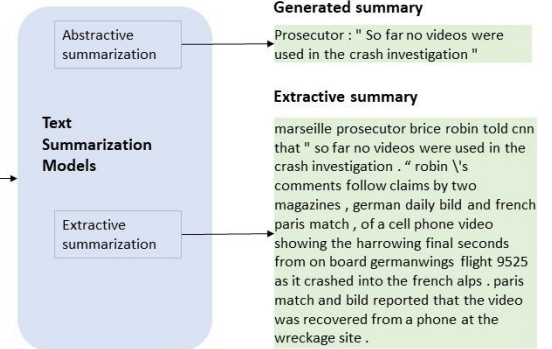 Generated summary
Abstractive
summarization
Prosecutor : " So far no videos were
used in the crash investigation "
Extractive summary
Text
Summarization
Models
marseille prosecutor brice robin told cnn
that " so far no videos were used in the
crash investigation . “ robin \'s
comments follow claims by two
magazines , german daily bild and french
paris match , of a cell phone video
showing the harrowing final seconds
from on board germanwings flight 9525
as it crashed into the french alps . paris
match and bild reported that the video
was recovered from a phone at the
wreckage site .
Extractive
summarization